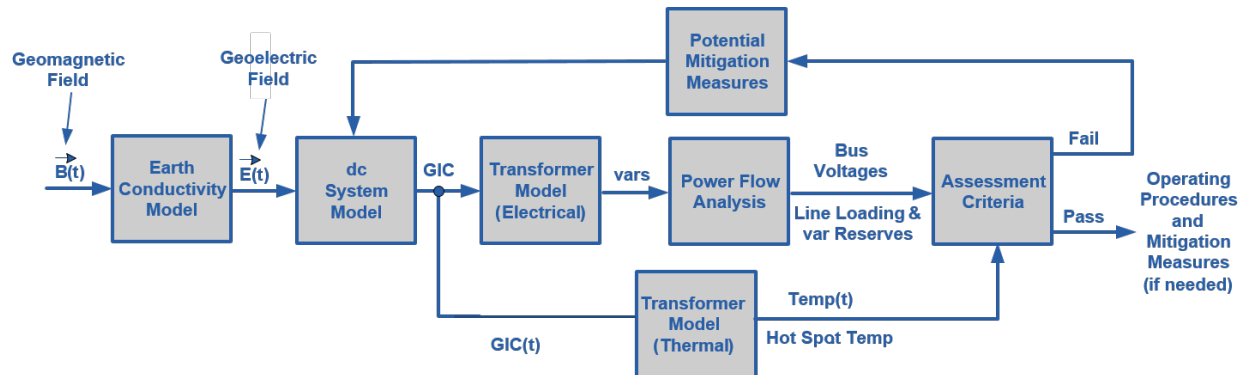 Geomagnetic
Field
Geoelectric
Field
Potential
Mitigation
Measures
B(t)
Earth
Conductivity
Model
E(t)
dc
System
Model
GIC
Transformer
Model
(Electrical)
vars
Power Flow
Analysis
Bus
Voltages
Line Loading &
var Reserves
Assessment
Criteria
Fail
Pass
Operating
Procedures
and
Mitigation
Measures
(if needed)
GIC(t)
Transformer
Model
(Thermal)
Temp(t)
Hot Spot Temp